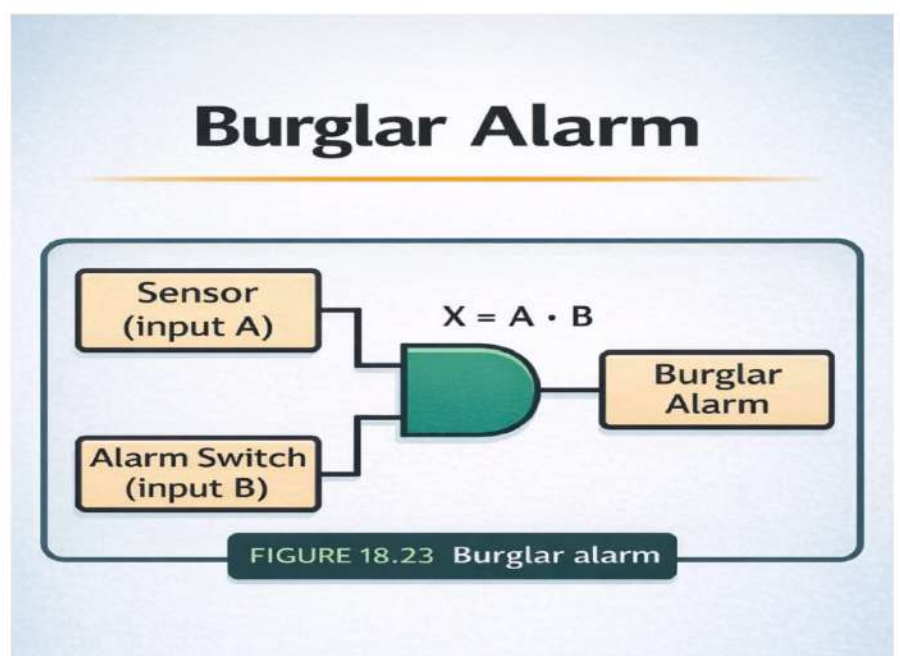 Burglar Alarm
Sensor
(input A)
X = A · B
Burglar
Alarm
Alarm Switch
(input B)
FIGURE 18.23 Burglar alarm